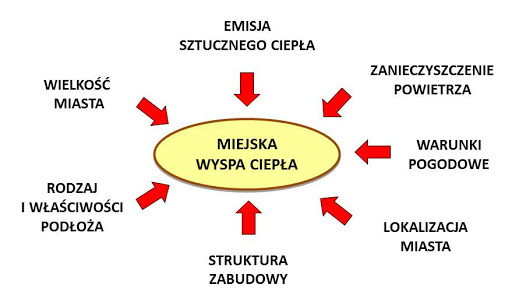 EMISJA
SZTUCZNEGO CIEPŁA
ZANIECZYSZCZENIE
POWIETRZA
WIELKOŚĆ
MIASTA
MIEJSKA
WYSPA CIEPŁA
WARUNKI
POGODOWE
RODZAJ
I WŁAŚCIWOŚCI
PODŁOŻA
LOKALIZACJA
MIASTA
STRUKTURA
ZABUDOWY